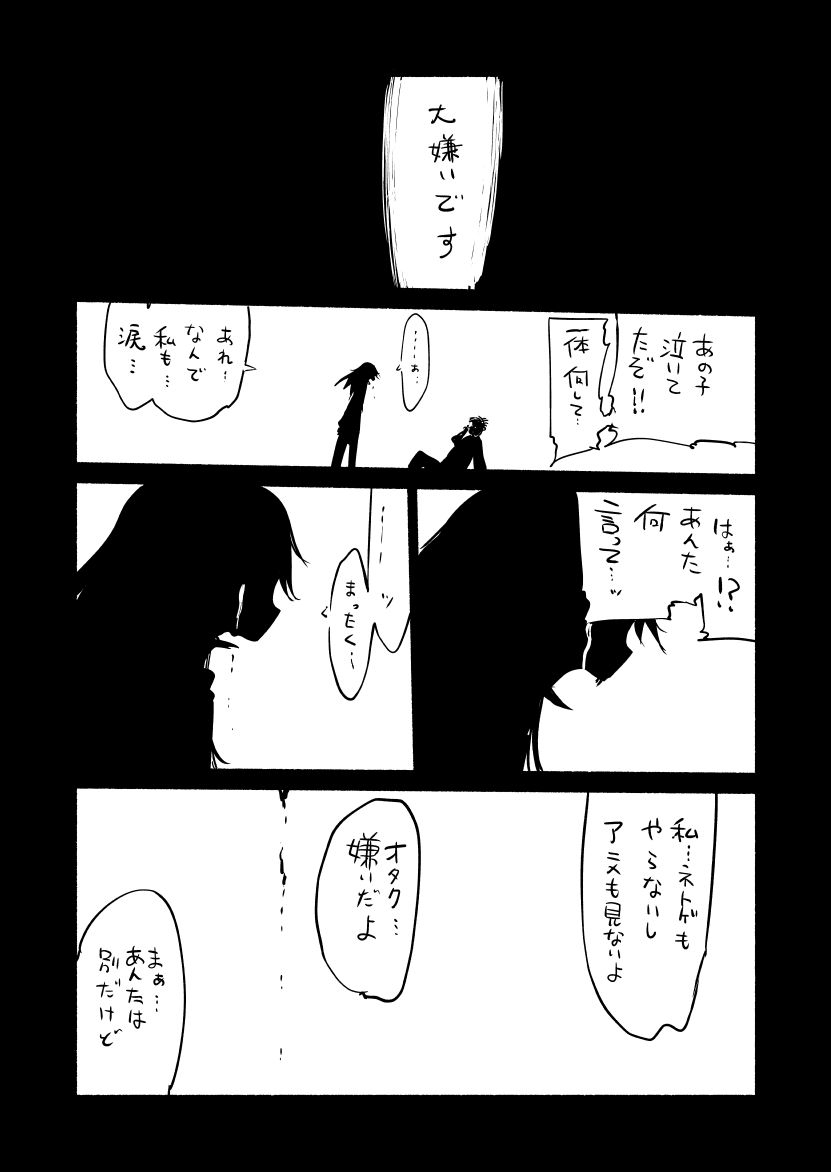 大嫌いです
あの子
泣いて
だぞ!!
一体
何して…
……ぁ…
あれ…
なんで
私も…
涙…
はぁ…!?
あんた
何
言って…ッ
………ッ
まったく…
私…ネトゲも
やらないし
アニメも見ないよ
オタク…
嫌いだよ
まぁ…
あんたは
別だけど